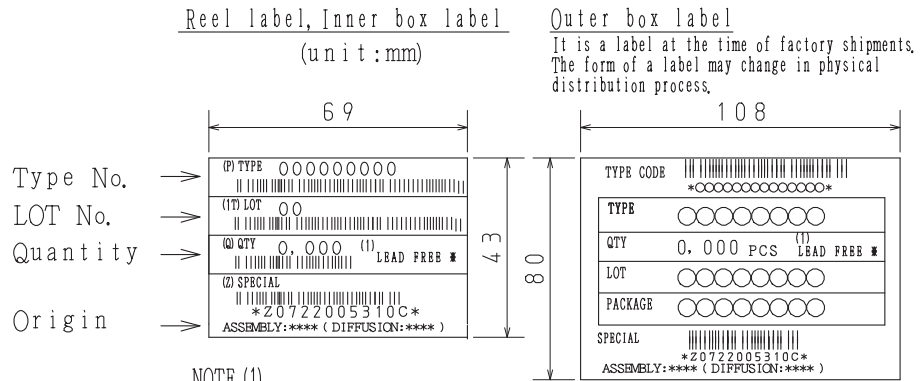 Reel label, Inner box label
(unit:mm)
Outer box label
It is a label at the time of factory shipments.
The form of a label may change in physical
distribution process.
69
108
Type No.
LOT No.
Quantity
Origin
(P) TYPE 000000000
(1T) LOT 00
(Q) QTY 0,000 (1) LEAD FREE *
(Z) SPECIAL
*Z0722005310C*
ASSEMBLY:**** (DIFFUSION:****)
43
80
TYPE CODE
*○○○○○○○○○○○○○○*
TYPE ○○○○○○○○
QTY 0,000 PCS (1) LEAD FREE *
LOT ○○○○○○○○
PACKAGE ○○○○○○○○
SPECIAL
*Z0722005310C*
ASSEMBLY:**** (DIFFUSION:****)
NOTE (1)